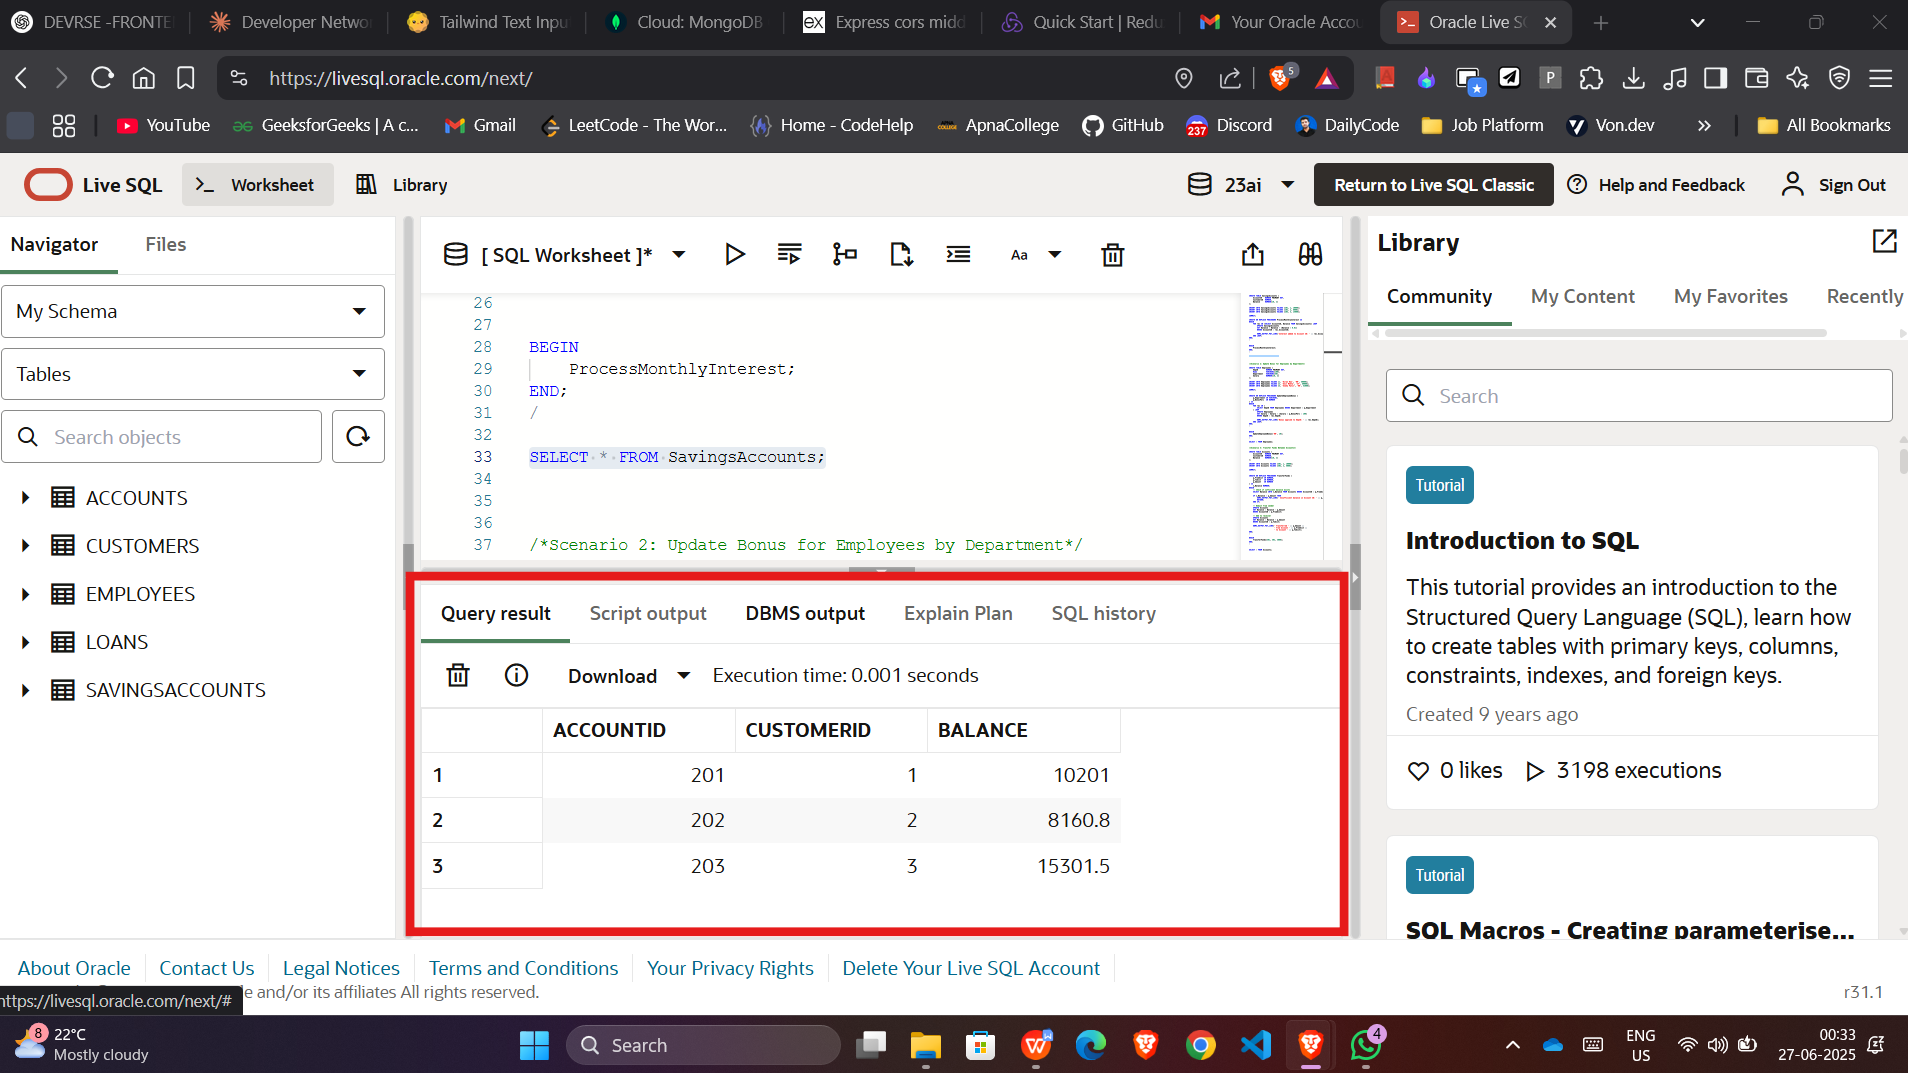 DEVRSE -FRONTE
Developer Networ
Tailwind Text Inpu
Cloud: MongoDB
ex Express cors midd
Quick Start | Redu
Your Oracle Accou
Oracle Live SQ
https://livesql.oracle.com/next/
5
P
YouTube
GeeksforGeeks | A c...
Gmail
LeetCode - The Wor...
Home - CodeHelp
ApnaCollege
GitHub
237 Discord
DailyCode
Job Platform
Von.dev
All Bookmarks
Live SQL
Worksheet
Library
23ai
Return to Live SQL Classic
Help and Feedback
Sign Out
Navigator
Files
My Schema
Tables
Search objects
ACCOUNTS
CUSTOMERS
EMPLOYEES
LOANS
SAVINGSACCOUNTS
[ SQL Worksheet ]*
Aa
26
27
28 BEGIN
29 ProcessMonthlyInterest;
30 END;
31 /
32
33 SELECT * FROM SavingsAccounts;
34
35
36
37 /*Scenario 2: Update Bonus for Employees by Department*/
Query result
Script output
DBMS output
Explain Plan
SQL history
Download
Execution time: 0.001 seconds
ACCOUNTID CUSTOMERID BALANCE
1 201 1 10201
2 202 2 8160.8
3 203 3 15301.5
Library
Community
My Content
My Favorites
Recently
Search
Tutorial
Introduction to SQL
This tutorial provides an introduction to the
Structured Query Language (SQL), learn how
to create tables with primary keys, columns,
constraints, indexes, and foreign keys.
Created 9 years ago
0 likes
3198 executions
Tutorial
SQL Macros - Creating parameterise...
About Oracle
Contact Us
Legal Notices
Terms and Conditions
Your Privacy Rights
Delete Your Live SQL Account
https://livesql.oracle.com/next/#
e and/or its affiliates All rights reserved.
r31.1
8
22°C
Mostly cloudy
Search
4
ENG
US
00:33
27-06-2025